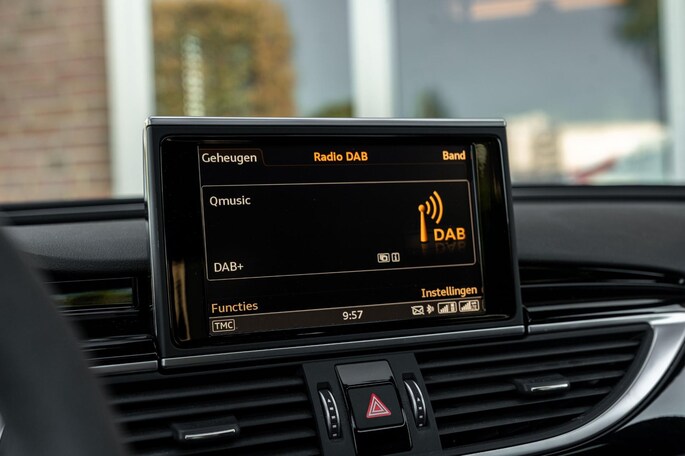 Geheugen Radio DAB Band
Qmusic
DAB
DAB+
Instellingen
Functies
TMC 9:57